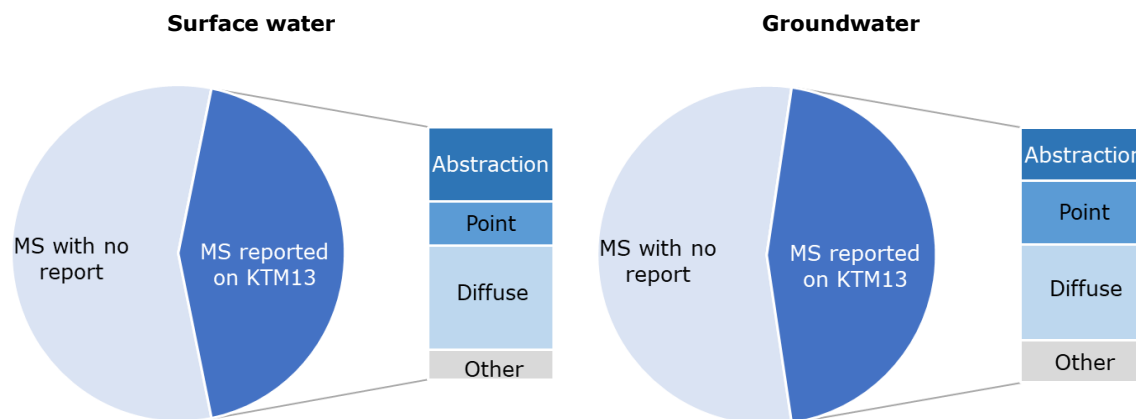 Surface water
MS with no
report
MS reported
on KTM13
Abstraction
Point
Diffuse
Other
Groundwater
MS with no
report
MS reported
on KTM13
Abstraction
Point
Diffuse
Other